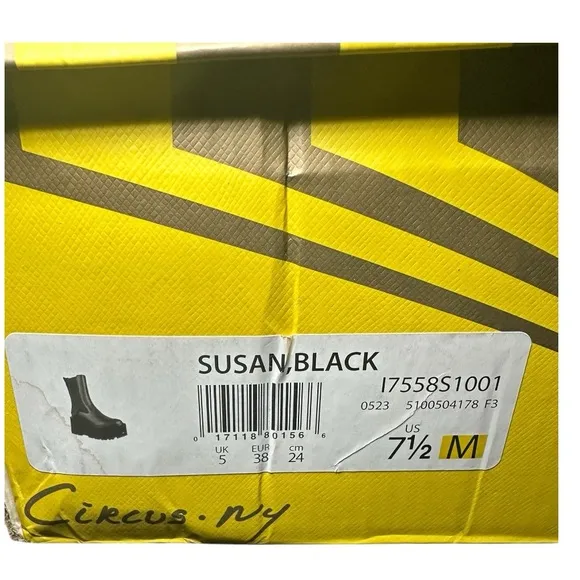 SUSAN,BLACK
I7558S1001
0523 5100504178 F3
0 17118 80156 6
UK EUR cm
5 38 24
US
7½ M
Circus. NY